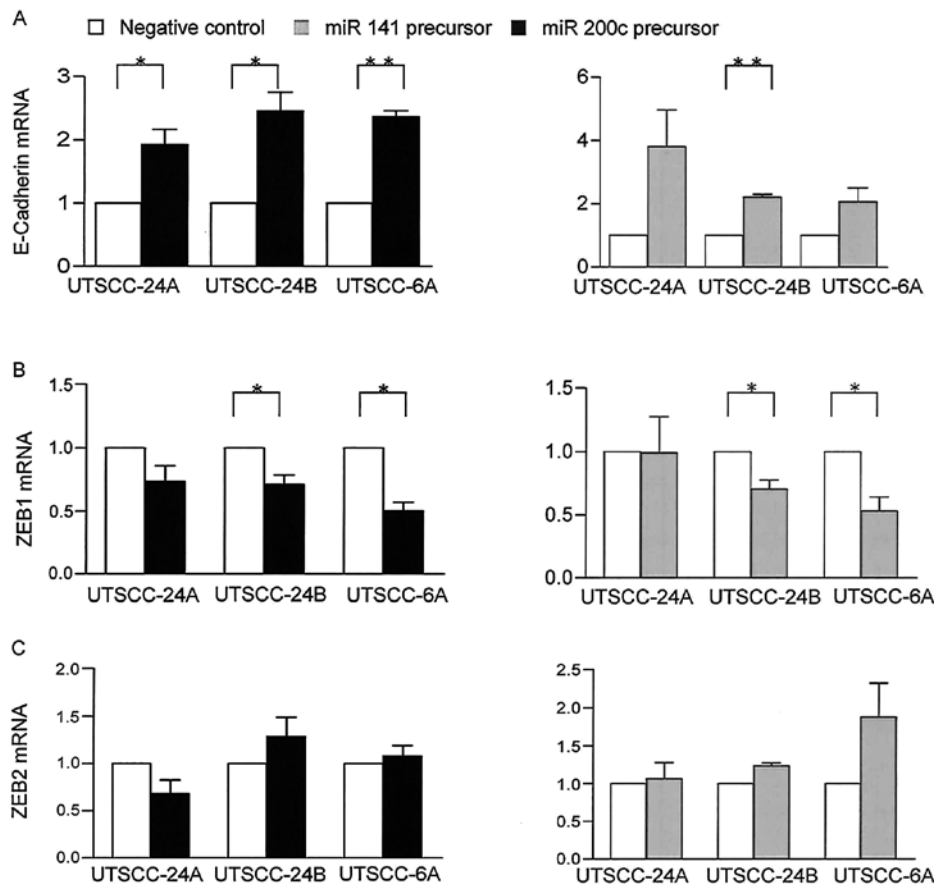 A
Negative control miR 141 precursor miR 200c precursor
E-Cadherin mRNA
* * **
3
2
1
0
UTSCC-24A UTSCC-24B UTSCC-6A
**
6
4
2
0
UTSCC-24A UTSCC-24B UTSCC-6A
B
ZEB1 mRNA
* *
1.5
1.0
0.5
0.0
UTSCC-24A UTSCC-24B UTSCC-6A
* *
1.5
1.0
0.5
0.0
UTSCC-24A UTSCC-24B UTSCC-6A
C
ZEB2 mRNA
2.0
1.5
1.0
0.5
0.0
UTSCC-24A UTSCC-24B UTSCC-6A
2.5
2.0
1.5
1.0
0.5
0.0
UTSCC-24A UTSCC-24B UTSCC-6A